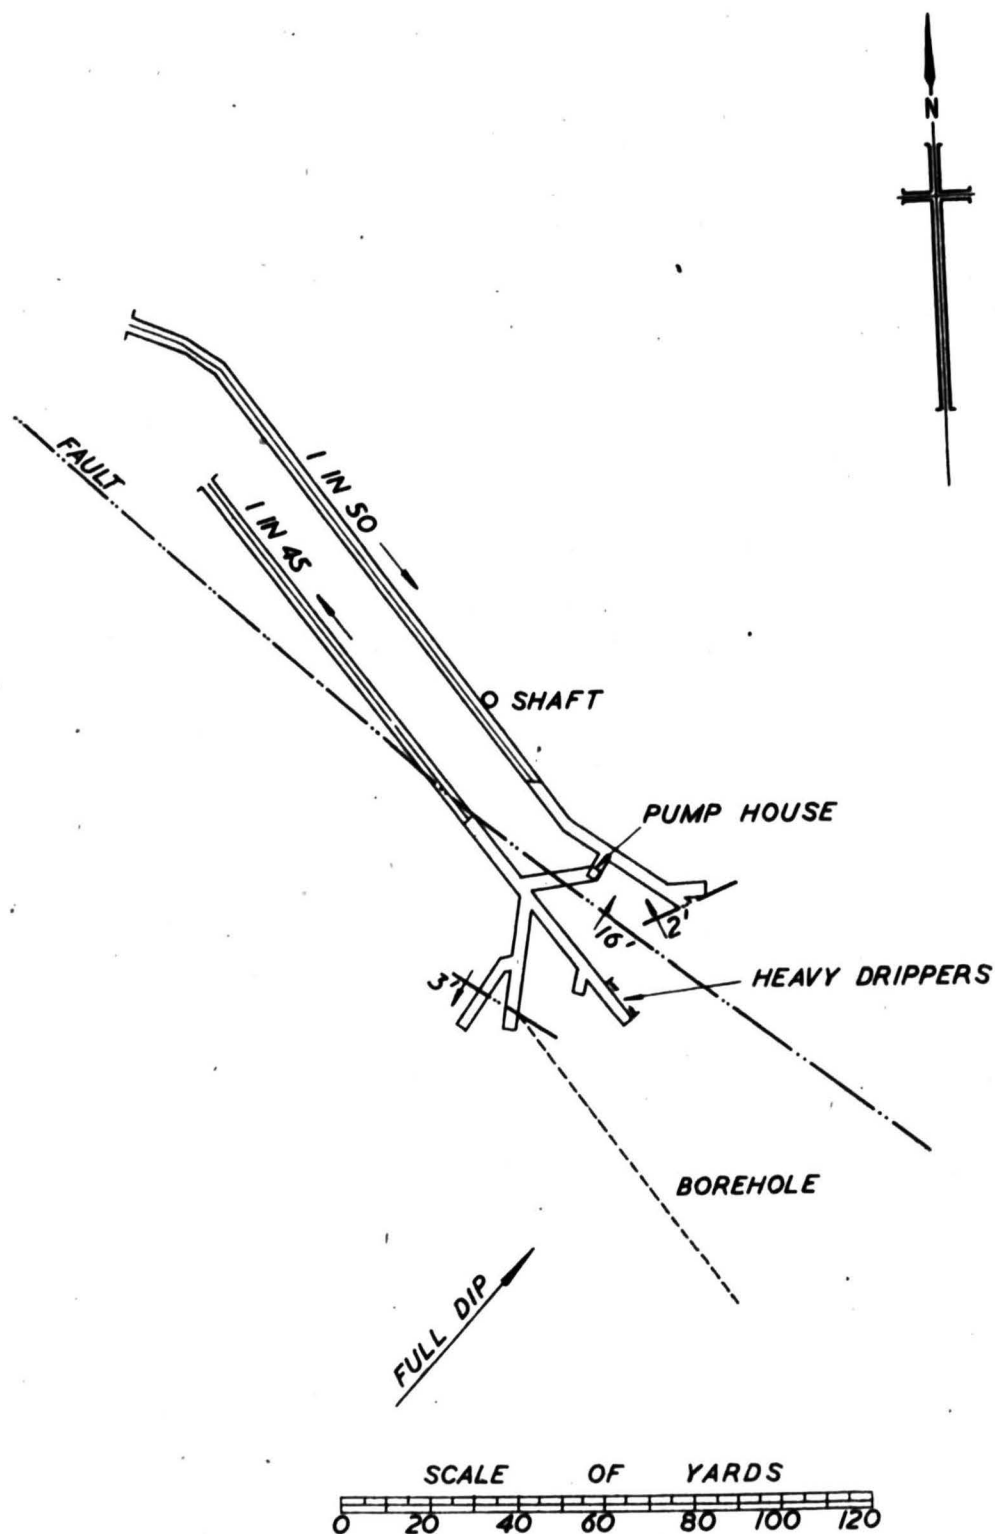 N
FAULT
1 IN 50
1 IN 45
SHAFT
PUMP HOUSE
2'
16'
3'
HEAVY DRIPPERS
BOREHOLE
FULL DIP
SCALE OF YARDS
0 20 40 60 80 100 120